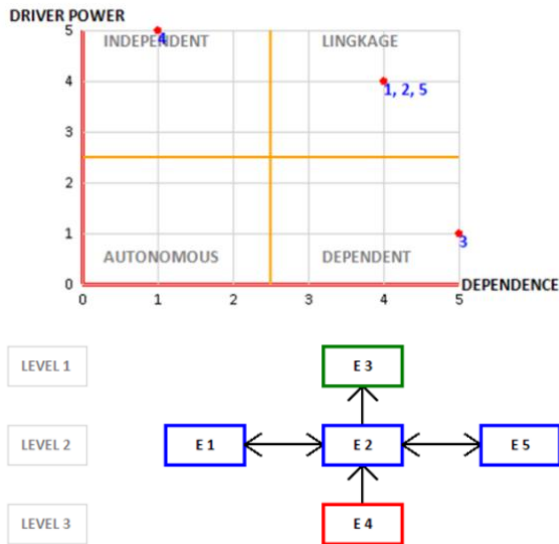 DRIVER POWER
5
INDEPENDENT
LINGKAGE
4
4
1, 2, 5
3
2
1
3
AUTONOMOUS
DEPENDENT
0
DEPENDENCE
0 1 2 3 4 5
LEVEL 1
E 3
LEVEL 2
E 1
E 2
E 5
LEVEL 3
E 4